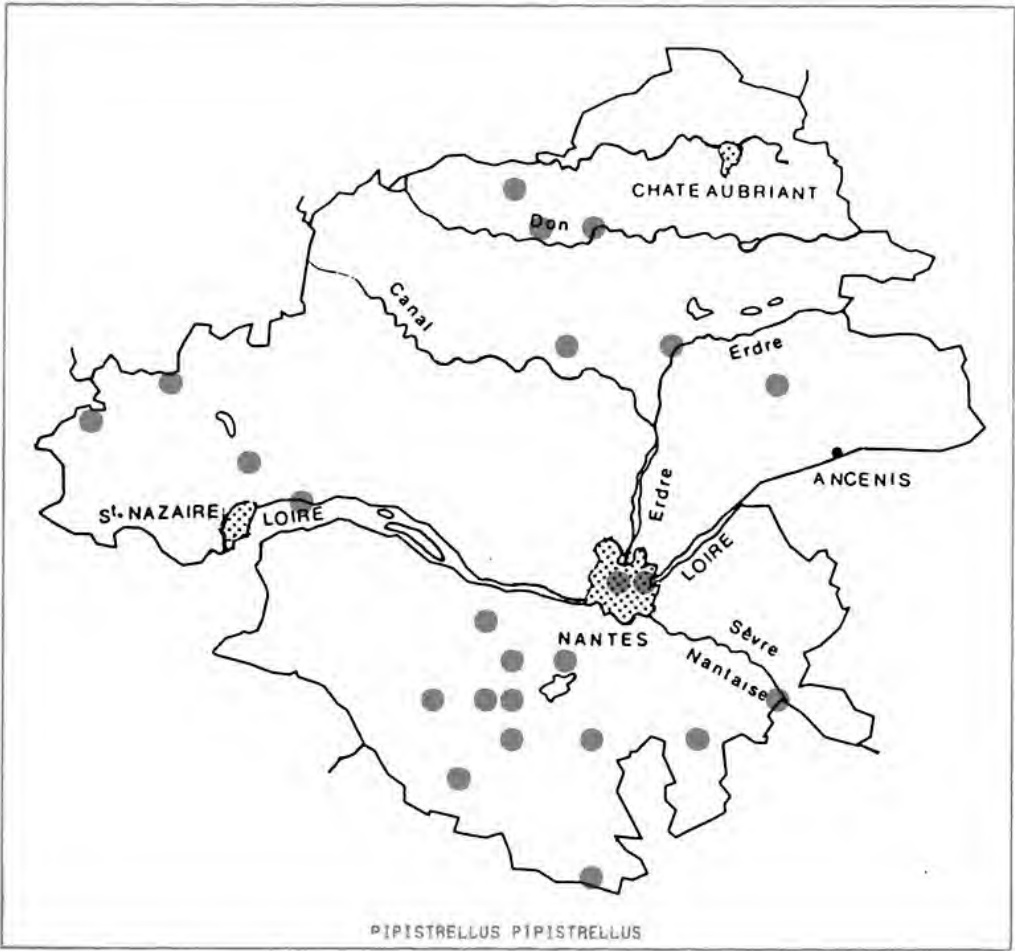 CHATEAUBRIANT
Don
Canal
Erdre
ANCENIS
Erdre
St. NAZAIRE
LOIRE
LOIRE
NANTES
Sèvre
Nantaise
PIPISTRELLUS PIPISTRELLUS